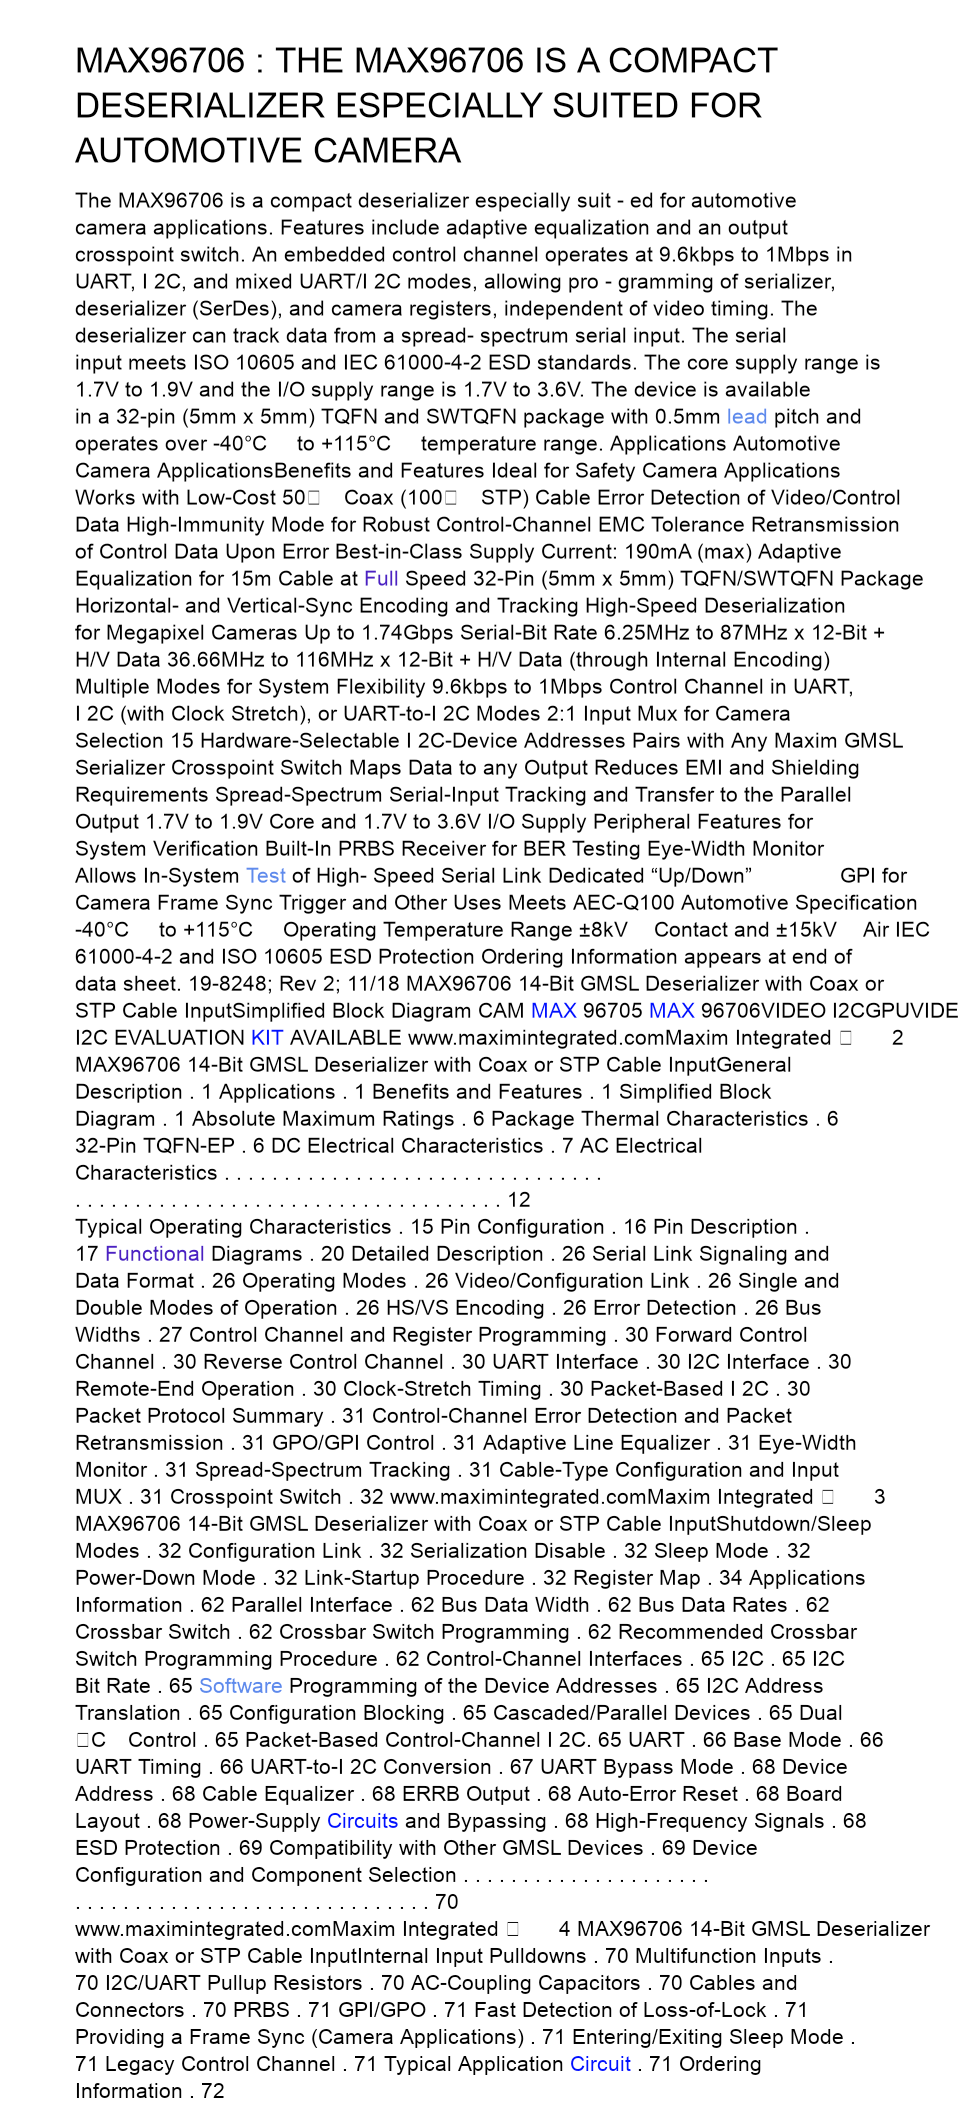 MAX96706 : THE MAX96706 IS A COMPACT
DESERIALIZER ESPECIALLY SUITED FOR
AUTOMOTIVE CAMERA
The MAX96706 is a compact deserializer especially suit - ed for automotive
camera applications. Features include adaptive equalization and an output
crosspoint switch. An embedded control channel operates at 9.6kbps to 1Mbps in
UART, I 2C, and mixed UART/I 2C modes, allowing pro - gramming of serializer,
deserializer (SerDes), and camera registers, independent of video timing. The
deserializer can track data from a spread- spectrum serial input. The serial
input meets ISO 10605 and IEC 61000-4-2 ESD standards. The core supply range is
1.7V to 1.9V and the I/O supply range is 1.7V to 3.6V. The device is available
in a 32-pin (5mm x 5mm) TQFN and SWTQFN package with 0.5mm lead pitch and
operates over -40°C to +115°C temperature range. Applications Automotive
Camera ApplicationsBenefits and Features Ideal for Safety Camera Applications
Works with Low-Cost 50□ Coax (100□ STP) Cable Error Detection of Video/Control
Data High-Immunity Mode for Robust Control-Channel EMC Tolerance Retransmission
of Control Data Upon Error Best-in-Class Supply Current: 190mA (max) Adaptive
Equalization for 15m Cable at Full Speed 32-Pin (5mm x 5mm) TQFN/SWTQFN Package
Horizontal- and Vertical-Sync Encoding and Tracking High-Speed Deserialization
for Megapixel Cameras Up to 1.74Gbps Serial-Bit Rate 6.25MHz to 87MHz x 12-Bit +
H/V Data 36.66MHz to 116MHz x 12-Bit + H/V Data (through Internal Encoding)
Multiple Modes for System Flexibility 9.6kbps to 1Mbps Control Channel in UART,
I 2C (with Clock Stretch), or UART-to-I 2C Modes 2:1 Input Mux for Camera
Selection 15 Hardware-Selectable I 2C-Device Addresses Pairs with Any Maxim GMSL
Serializer Crosspoint Switch Maps Data to any Output Reduces EMI and Shielding
Requirements Spread-Spectrum Serial-Input Tracking and Transfer to the Parallel
Output 1.7V to 1.9V Core and 1.7V to 3.6V I/O Supply Peripheral Features for
System Verification Built-In PRBS Receiver for BER Testing Eye-Width Monitor
Allows In-System Test of High- Speed Serial Link Dedicated “Up/Down” GPI for
Camera Frame Sync Trigger and Other Uses Meets AEC-Q100 Automotive Specification
-40°C to +115°C Operating Temperature Range ±8kV Contact and ±15kV Air IEC
61000-4-2 and ISO 10605 ESD Protection Ordering Information appears at end of
data sheet. 19-8248; Rev 2; 11/18 MAX96706 14-Bit GMSL Deserializer with Coax or
STP Cable InputSimplified Block Diagram CAM MAX 96705 MAX 96706VIDEO I2CGPUVIDE
I2C EVALUATION KIT AVAILABLE www.maximintegrated.comMaxim Integrated □ 2
MAX96706 14-Bit GMSL Deserializer with Coax or STP Cable InputGeneral
Description . 1 Applications . 1 Benefits and Features . 1 Simplified Block
Diagram . 1 Absolute Maximum Ratings . 6 Package Thermal Characteristics . 6
32-Pin TQFN-EP . 6 DC Electrical Characteristics . 7 AC Electrical
Characteristics . . . . . . . . . . . . . . . . . . . . . . . . . . . . . . . .
. . . . . . . . . . . . . . . . . . . . . . . . . . . . . . . . . . . . 12
Typical Operating Characteristics . 15 Pin Configuration . 16 Pin Description .
17 Functional Diagrams . 20 Detailed Description . 26 Serial Link Signaling and
Data Format . 26 Operating Modes . 26 Video/Configuration Link . 26 Single and
Double Modes of Operation . 26 HS/VS Encoding . 26 Error Detection . 26 Bus
Widths . 27 Control Channel and Register Programming . 30 Forward Control
Channel . 30 Reverse Control Channel . 30 UART Interface . 30 I2C Interface . 30
Remote-End Operation . 30 Clock-Stretch Timing . 30 Packet-Based I 2C . 30
Packet Protocol Summary . 31 Control-Channel Error Detection and Packet
Retransmission . 31 GPO/GPI Control . 31 Adaptive Line Equalizer . 31 Eye-Width
Monitor . 31 Spread-Spectrum Tracking . 31 Cable-Type Configuration and Input
MUX . 31 Crosspoint Switch . 32 www.maximintegrated.comMaxim Integrated □ 3
MAX96706 14-Bit GMSL Deserializer with Coax or STP Cable InputShutdown/Sleep
Modes . 32 Configuration Link . 32 Serialization Disable . 32 Sleep Mode . 32
Power-Down Mode . 32 Link-Startup Procedure . 32 Register Map . 34 Applications
Information . 62 Parallel Interface . 62 Bus Data Width . 62 Bus Data Rates . 62
Crossbar Switch . 62 Crossbar Switch Programming . 62 Recommended Crossbar
Switch Programming Procedure . 62 Control-Channel Interfaces . 65 I2C . 65 I2C
Bit Rate . 65 Software Programming of the Device Addresses . 65 I2C Address
Translation . 65 Configuration Blocking . 65 Cascaded/Parallel Devices . 65 Dual
□C Control . 65 Packet-Based Control-Channel I 2C. 65 UART . 66 Base Mode . 66
UART Timing . 66 UART-to-I 2C Conversion . 67 UART Bypass Mode . 68 Device
Address . 68 Cable Equalizer . 68 ERRB Output . 68 Auto-Error Reset . 68 Board
Layout . 68 Power-Supply Circuits and Bypassing . 68 High-Frequency Signals . 68
ESD Protection . 69 Compatibility with Other GMSL Devices . 69 Device
Configuration and Component Selection . . . . . . . . . . . . . . . . . . . . .
. . . . . . . . . . . . . . . . . . . . . . . . . . . . . . 70
www.maximintegrated.comMaxim Integrated □ 4 MAX96706 14-Bit GMSL Deserializer
with Coax or STP Cable InputInternal Input Pulldowns . 70 Multifunction Inputs .
70 I2C/UART Pullup Resistors . 70 AC-Coupling Capacitors . 70 Cables and
Connectors . 70 PRBS . 71 GPI/GPO . 71 Fast Detection of Loss-of-Lock . 71
Providing a Frame Sync (Camera Applications) . 71 Entering/Exiting Sleep Mode .
71 Legacy Control Channel . 71 Typical Application Circuit . 71 Ordering
Information . 72